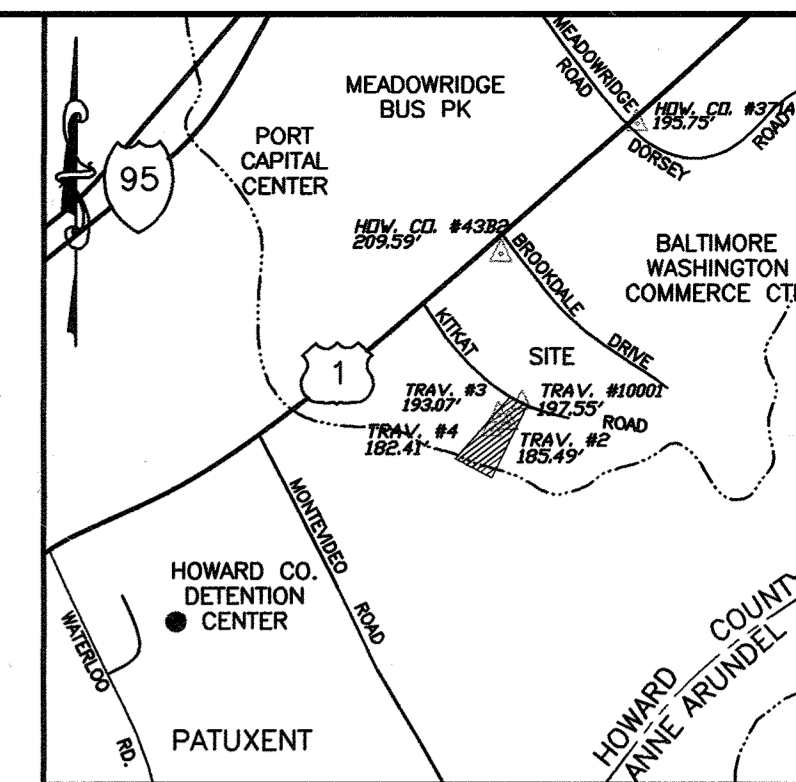 MEADOWRIDGE
ROAD
MEADOWRIDGE
BUS PK
HOW. CO. #371A
195.75'
DORSEY
ROAD
PORT
CAPITAL
CENTER
95
HOW. CO. #43B2
209.59'
BROOKDALE
DRIVE
BALTIMORE
WASHINGTON
COMMERCE CT
KITKAT
ROAD
SITE
1
TRAV. #3
193.07'
TRAV. #10001
197.55'
TRAV. #4
182.41'
TRAV. #2
185.49'
MONTEVIDEO
ROAD
HOWARD CO.
DETENTION
CENTER
WATERLOO
RD.
PATUXENT
HOWARD COUNTY
ANNE ARUNDEL